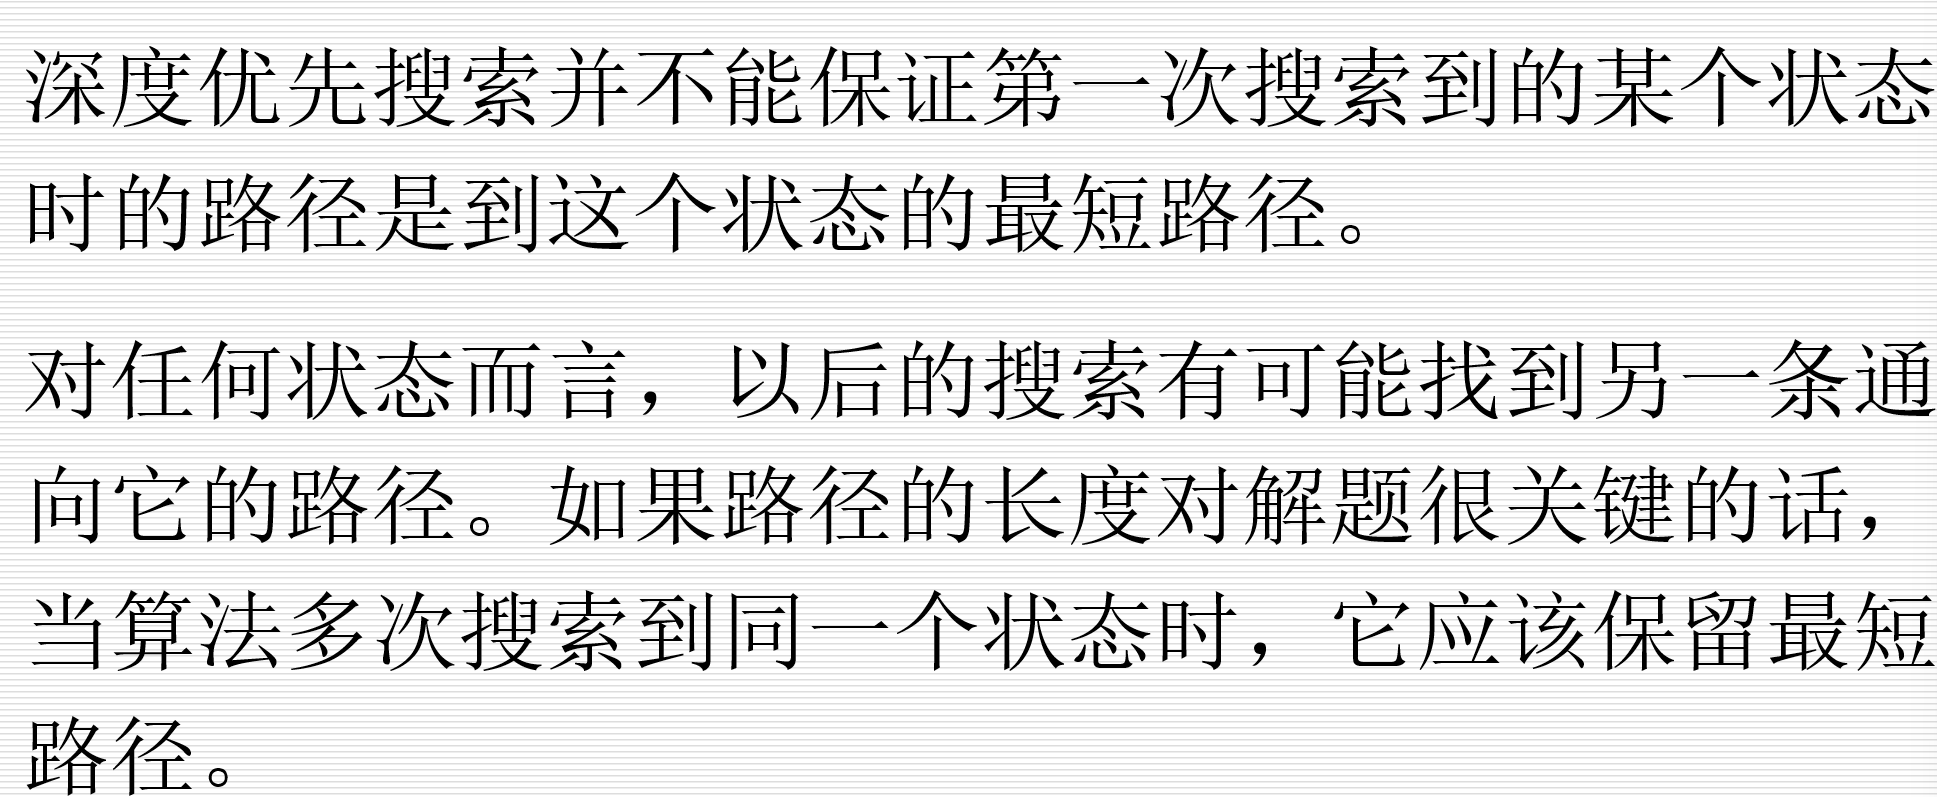 深度优先搜索并不能保证第一次搜索到的某个状态
时的路径是到这个状态的最短路径。
对任何状态而言，以后的搜索有可能找到另一条通
向它的路径。如果路径的长度对解题很关键的话，
当算法多次搜索到同一个状态时，它应该保留最短
路径。